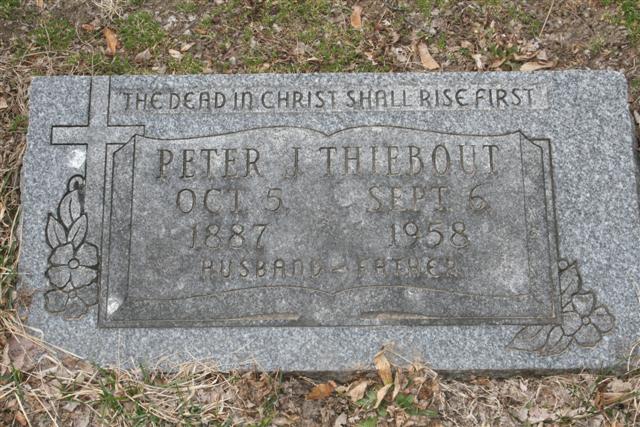 THE DEAD IN CHRIST SHALL RISE FIRST
PETER J. THIEBOUT
OCT. 5, SEPT. 6,
1887 1958
HUSBAND - FATHER